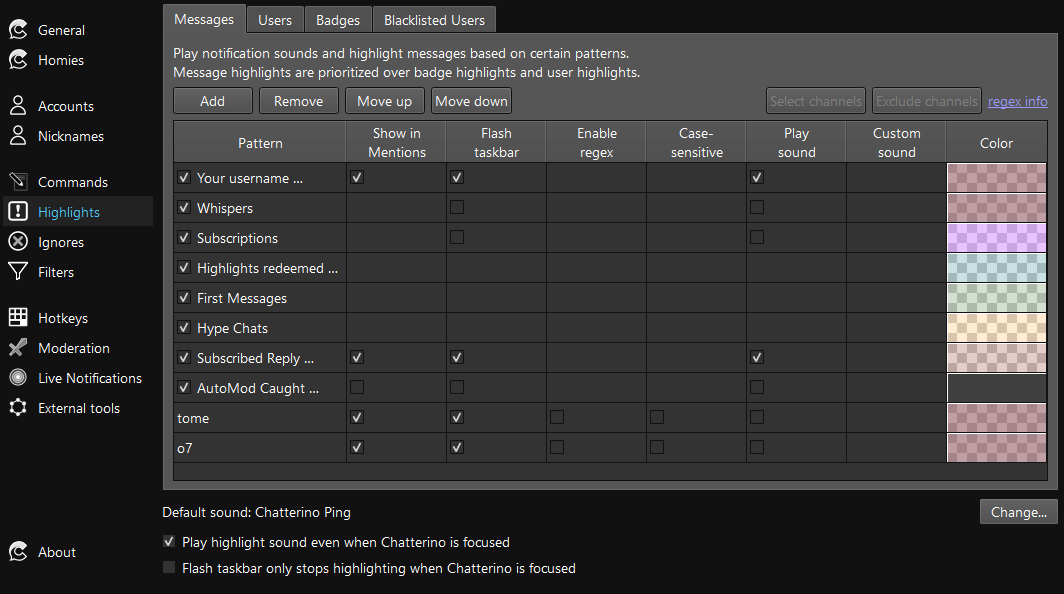 General
Homies
Accounts
Nicknames
Commands
Highlights
Ignores
Filters
Hotkeys
Moderation
Live Notifications
External tools
About
Messages Users Badges Blacklisted Users
Play notification sounds and highlight messages based on certain patterns.
Message highlights are prioritized over badge highlights and user highlights.
Add Remove Move up Move down Select channels Exclude channels regex info
Pattern Show in Mentions Flash taskbar Enable regex Case-sensitive Play sound Custom sound Color
Your username ...
Whispers
Subscriptions
Highlights redeemed ...
First Messages
Hype Chats
Subscribed Reply ...
AutoMod Caught ...
tome
o7
Default sound: Chatterino Ping Change...
Play highlight sound even when Chatterino is focused
Flash taskbar only stops highlighting when Chatterino is focused